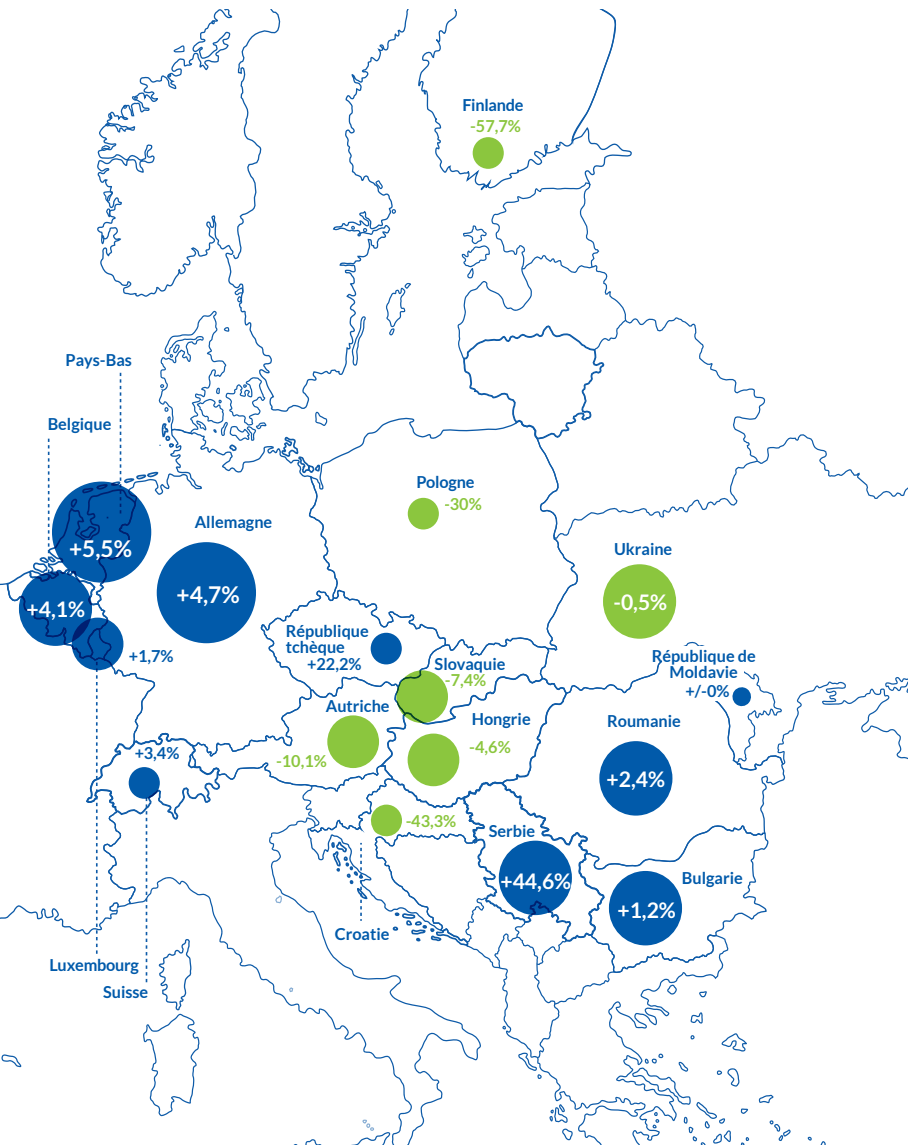 Finlande
-57,7%
Pays-Bas
Belgique
Pologne
-30%
Allemagne
+5,5%
Ukraine
+4,7%
-0,5%
+4,1%
République
tchèque
+22,2%
+1,7%
Slovaquie
-7,4%
République de
Moldavie
+/-0%
Autriche
Hongrie
Roumanie
-10,1%
-4,6%
+3,4%
+2,4%
-43,3%
Serbie
+44,6%
Bulgarie
+1,2%
Croatie
Luxembourg
Suisse